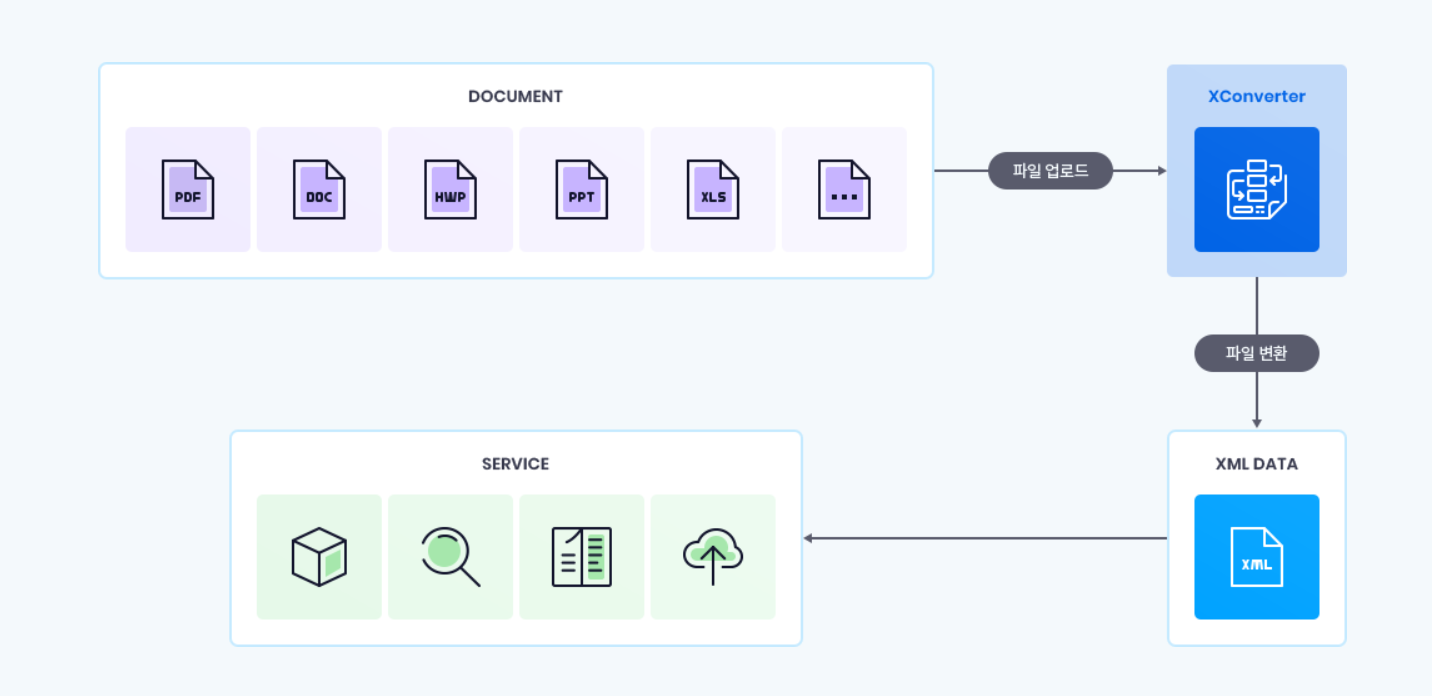 DOCUMENT
PDF
DOC
HWP
PPT
XLS
...
파일 업로드
XConverter
파일 변환
XML DATA
XML
SERVICE